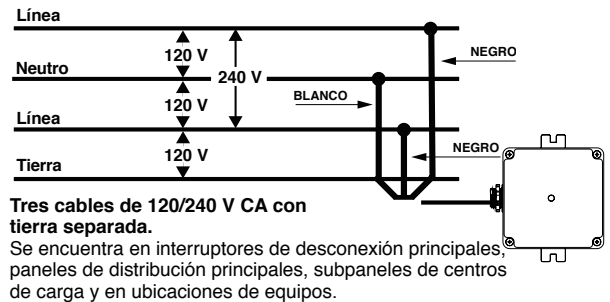 Línea
120 V
NEGRO
Neutro
240 V
BLANCO
120 V
Línea
NEGRO
120 V
Tierra
Tres cables de 120/240 V CA con
tierra separada.
Se encuentra en interruptores de desconexión principales,
paneles de distribución principales, subpaneles de centros
de carga y en ubicaciones de equipos.